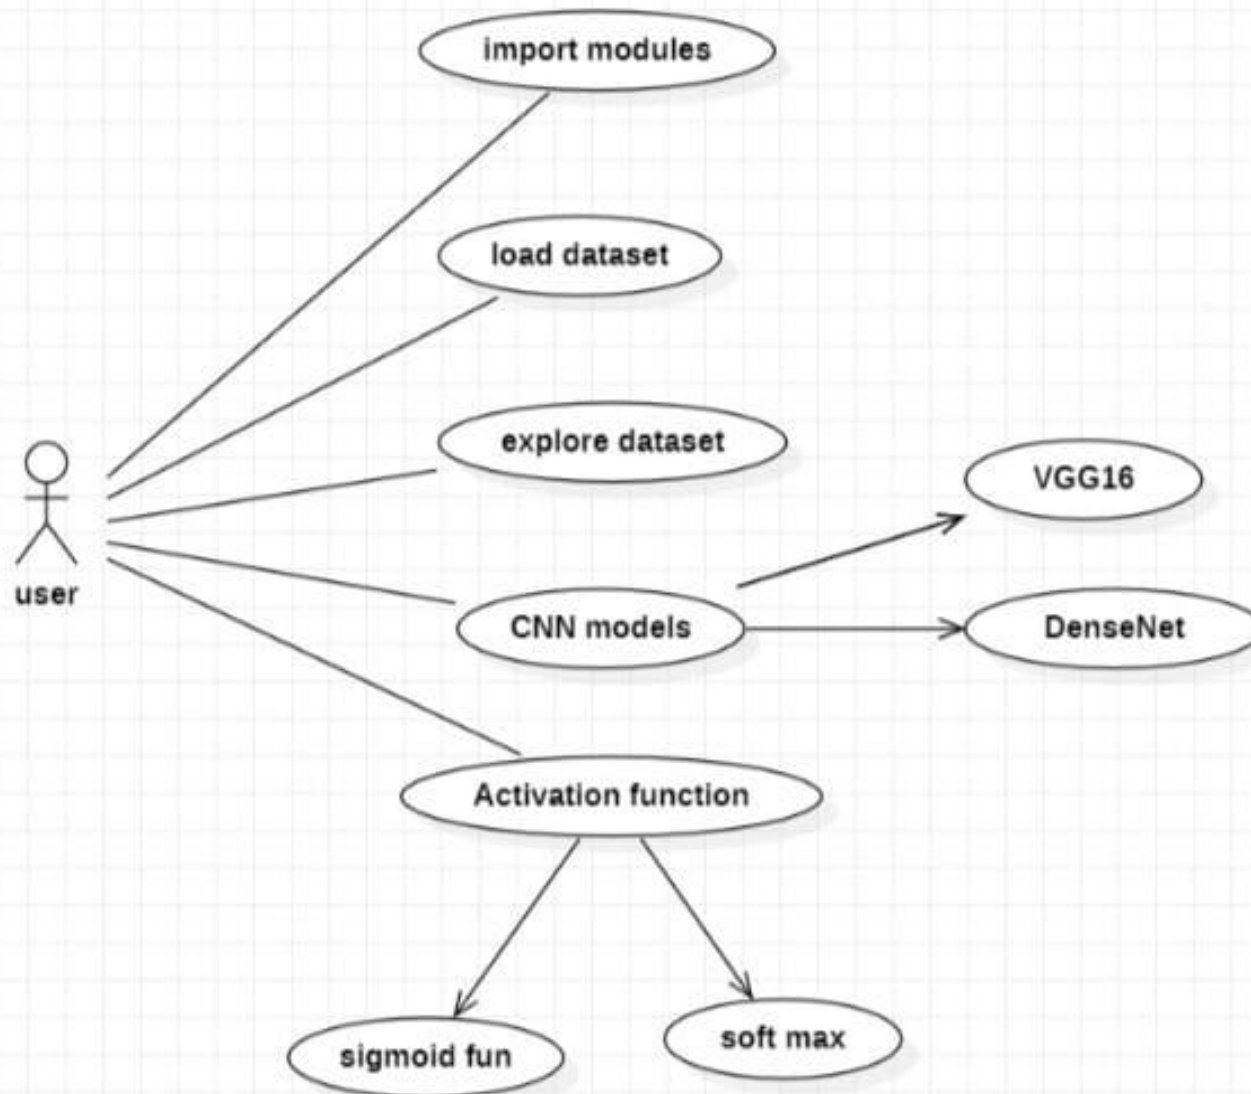 import modules
load dataset
explore dataset
VGG16
user
CNN models
DenseNet
Activation function
sigmoid fun
soft max